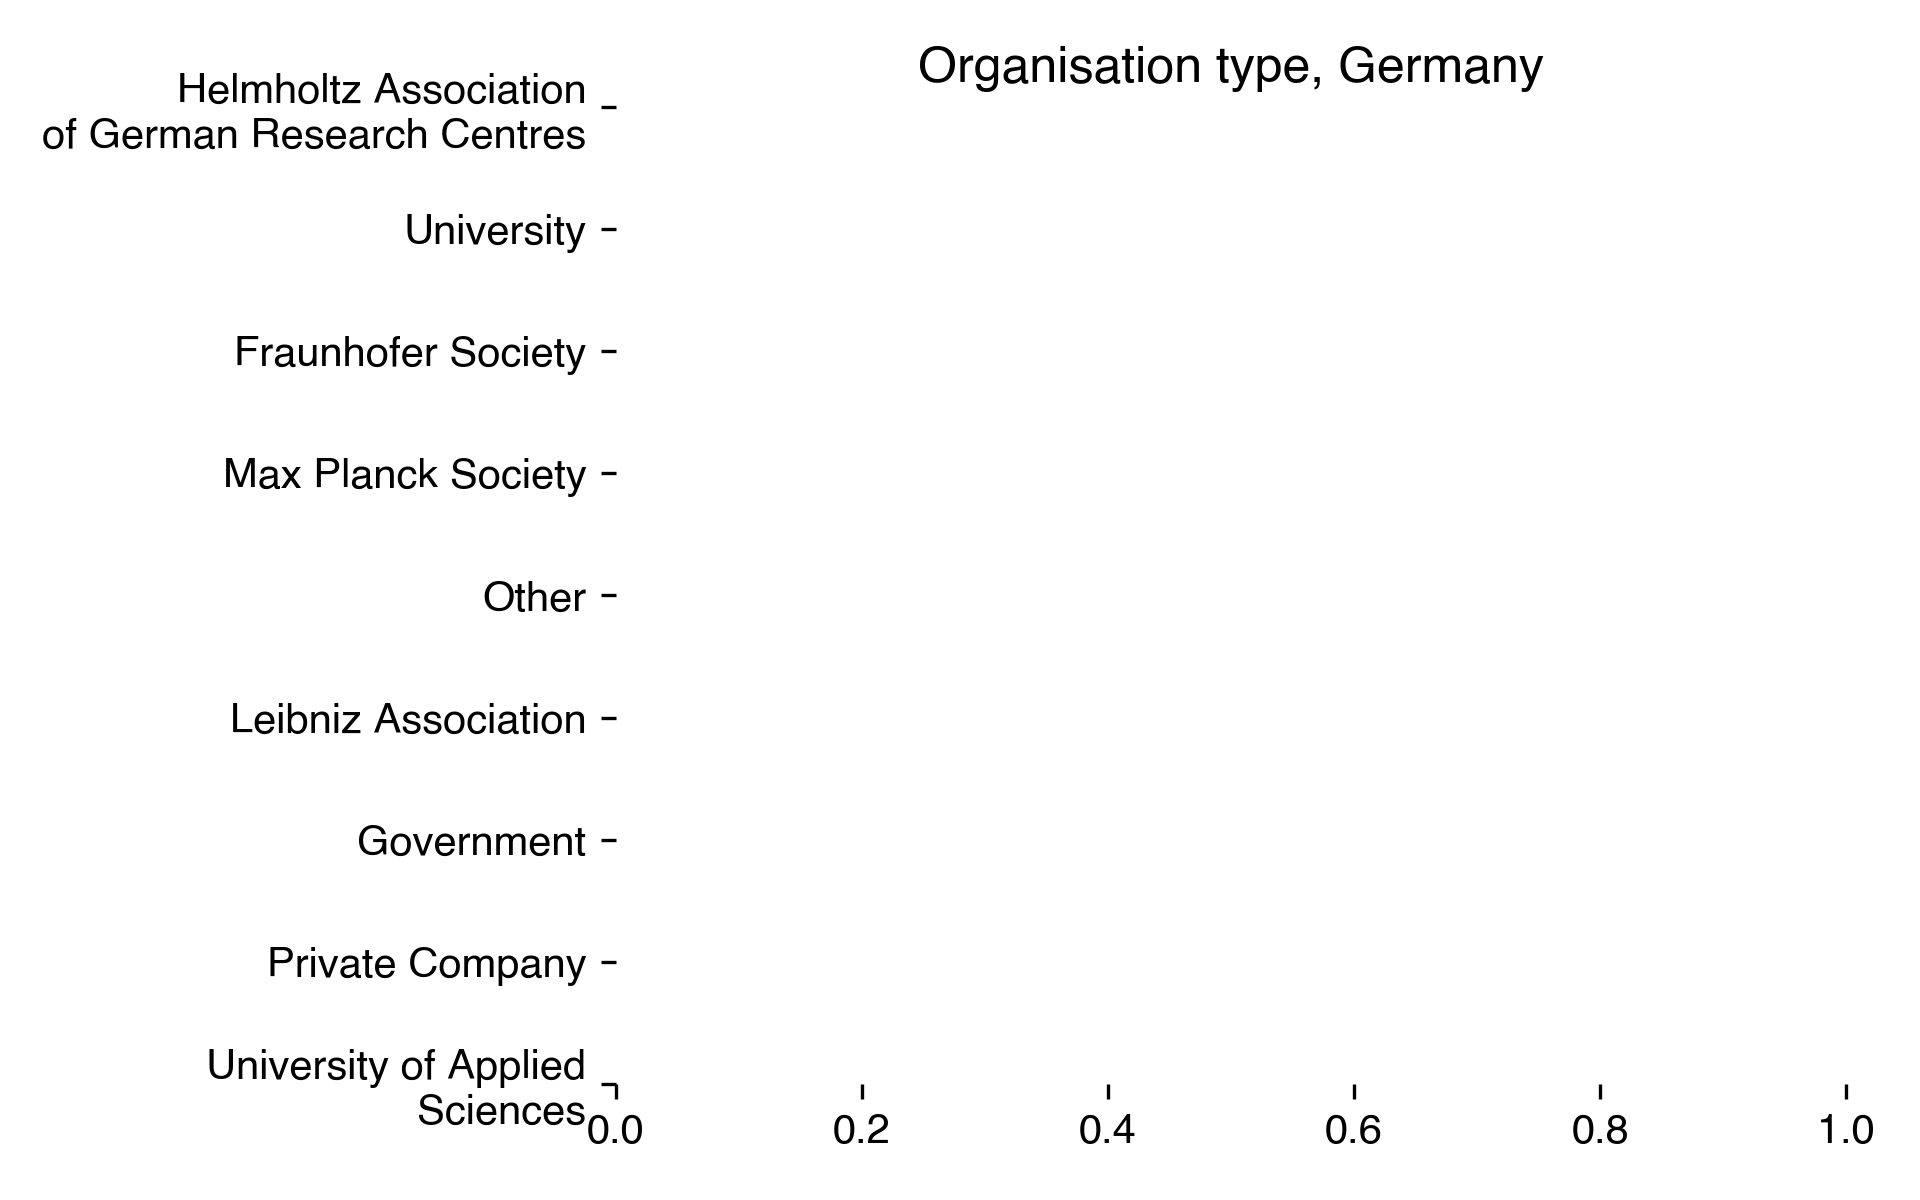 Organisation type, Germany
Helmholtz Association
of German Research Centres
University
Fraunhofer Society
Max Planck Society
Other
Leibniz Association
Government
Private Company
University of Applied
Sciences
0.0 0.2 0.4 0.6 0.8 1.0